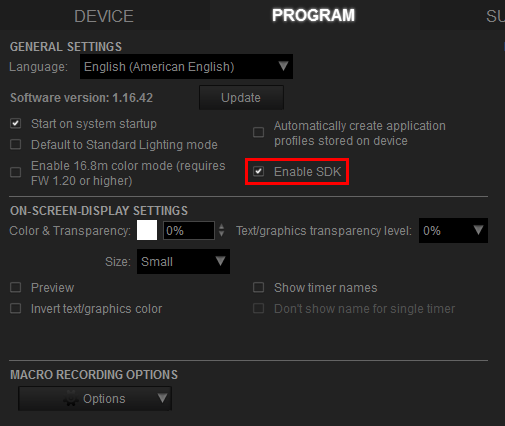 DEVICE
PROGRAM
SU
GENERAL SETTINGS
Language: English (American English)
Software version: 1.16.42
Update
Start on system startup
Default to Standard Lighting mode
Enable 16.8m color mode (requires
FW 1.20 or higher)
Automatically create application
profiles stored on device
Enable SDK
ON-SCREEN-DISPLAY SETTINGS
Color & Transparency: 0% Text/graphics transparency level: 0%
Size: Small
Preview
Show timer names
Invert text/graphics color
Don't show name for single timer
MACRO RECORDING OPTIONS
Options